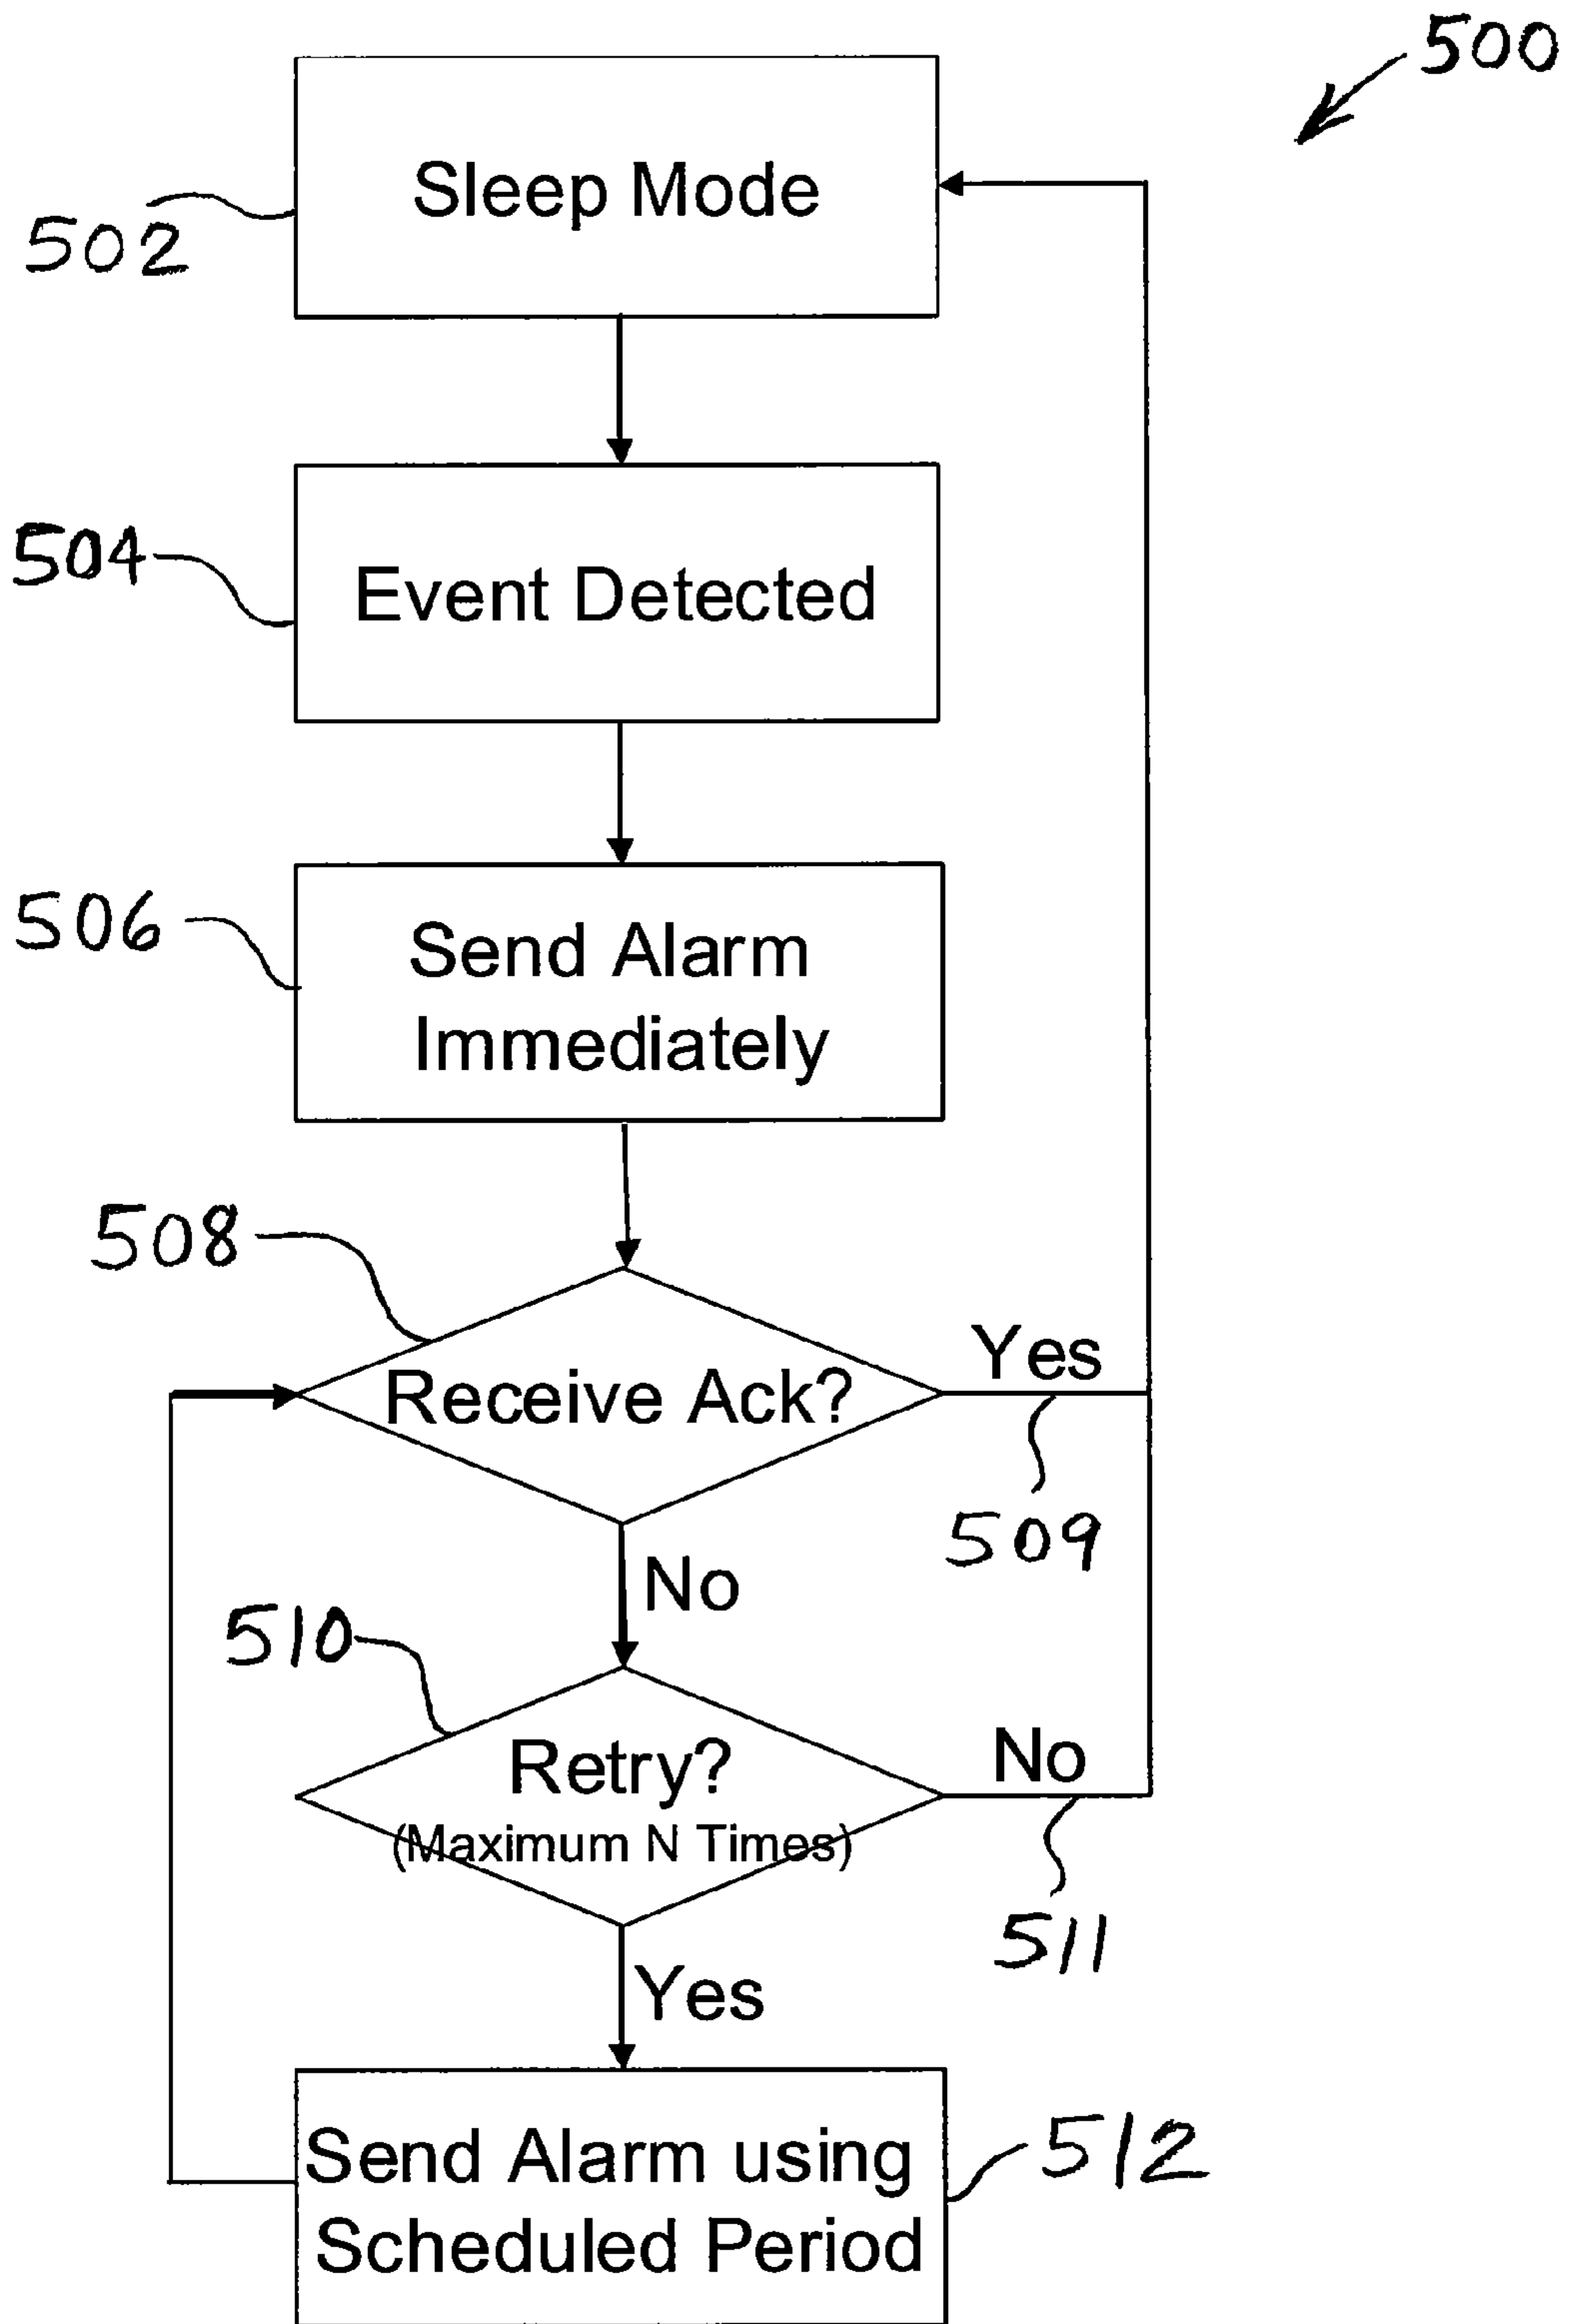 500
Sleep Mode
502
504
Event Detected
506
Send Alarm
Immediately
508
Receive Ack?
Yes
509
No
510
Retry?
(Maximum N Times)
No
511
Yes
Send Alarm using
Scheduled Period
512